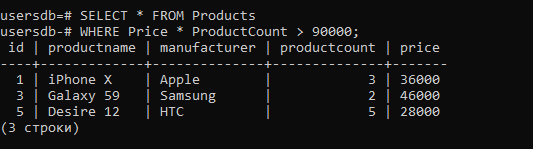 usersdb=# SELECT * FROM Products
usersdb-# WHERE Price * ProductCount > 90000;
 id | productname | manufacturer | productcount | price
----+-------------+--------------+--------------+-------
  1 | iPhone X    | Apple        |            3 | 36000
  3 | Galaxy 59   | Samsung      |            2 | 46000
  5 | Desire 12   | HTC          |            5 | 28000
(3 строки)